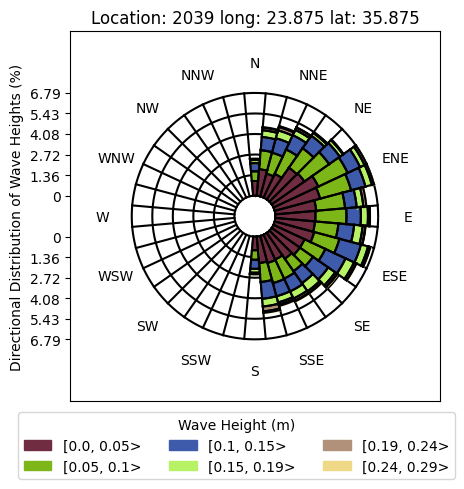 Location: 2039 long: 23.875 lat: 35.875
N
NNW
NNE
NW
NE
WNW
ENE
W
E
WSW
ESE
SW
SE
SSW
SSE
S
Directional Distribution of Wave Heights (%)
6.79
5.43
4.08
2.72
1.36
0
0
1.36
2.72
4.08
5.43
6.79
Wave Height (m)
[0.0, 0.05>
[0.05, 0.1>
[0.1, 0.15>
[0.15, 0.19>
[0.19, 0.24>
[0.24, 0.29>